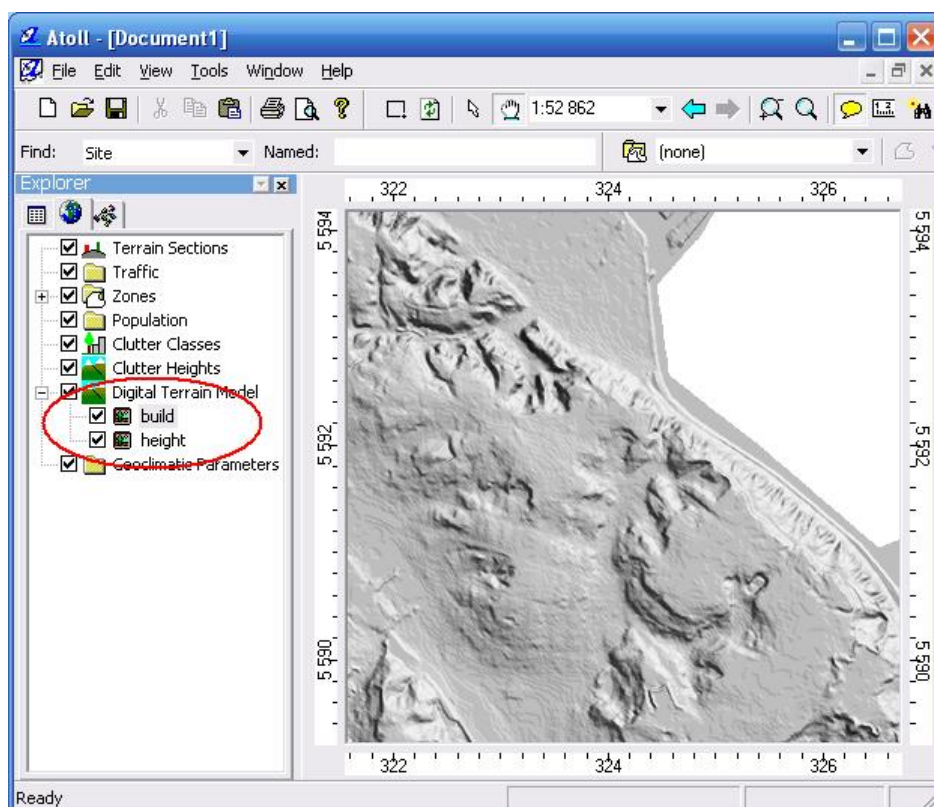 Atoll - [Document1]
File Edit View Tools Window Help
1:52 862
Find: Site Named: (none)
Explorer
Terrain Sections
Traffic
Zones
Population
Clutter Classes
Clutter Heights
Digital Terrain Model
build
height
Geoclimatic Parameters
322 324 326
5 594 5 594
5 592 5 592
5 590 5 590
322 324 326
Ready